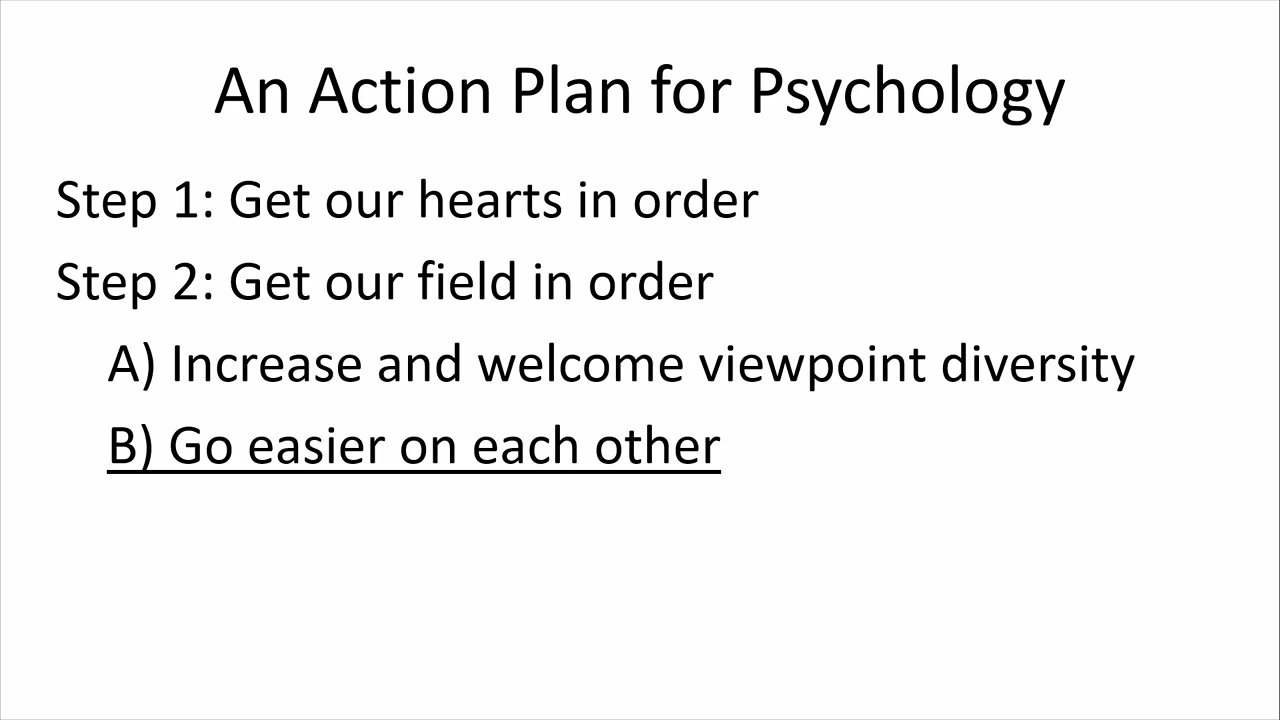 An Action Plan for Psychology
Step 1: Get our hearts in order
Step 2: Get our field in order
A) Increase and welcome viewpoint diversity
B) Go easier on each other